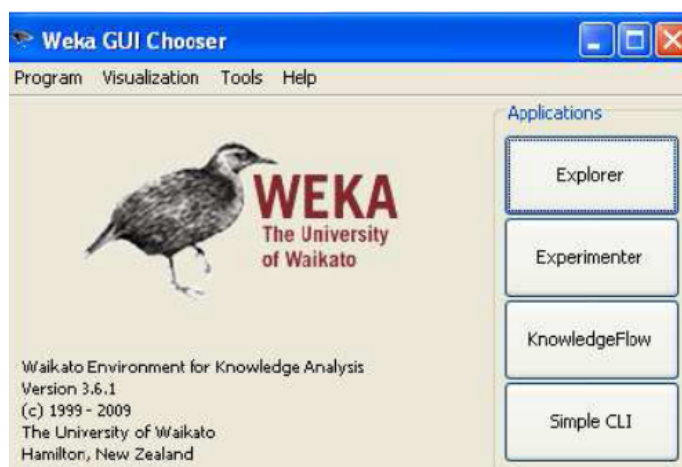 Weka GUI Chooser
Program Visualization Tools Help
Applications
Explorer
Experimenter
KnowledgeFlow
Simple CLI
WEKA
The University
of Waikato
Waikato Environment for Knowledge Analysis
Version 3.6.1
(c) 1999 - 2009
The University of Waikato
Hamilton, New Zealand